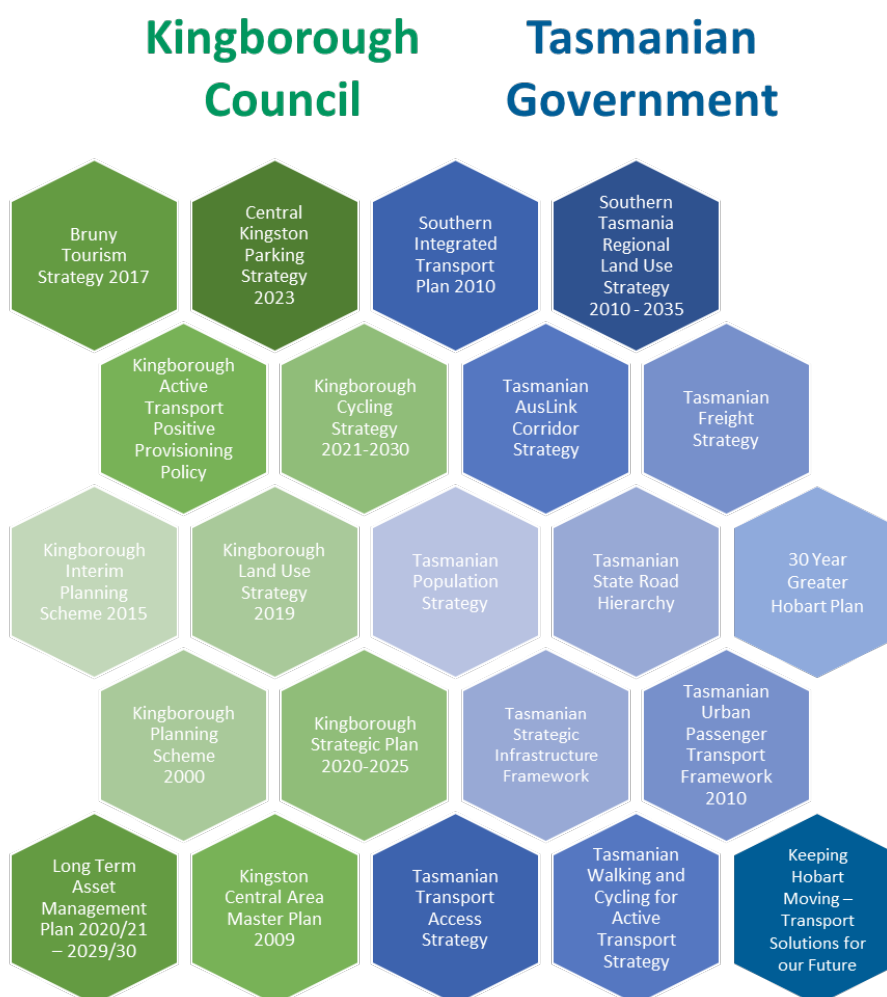 Kingborough
Council
Tasmanian
Government
Bruny
Tourism
Strategy 2017
Central
Kingston
Parking
Strategy
2023
Southern
Integrated
Transport
Plan 2010
Southern
Tasmania
Regional
Land Use
Strategy
2010 - 2035
Kingborough
Active
Transport
Positive
Provisioning
Policy
Kingborough
Cycling
Strategy
2021-2030
Tasmanian
AusLink
Corridor
Strategy
Tasmanian
Freight
Strategy
Kingborough
Interim
Planning
Scheme 2015
Kingborough
Land Use
Strategy
2019
Tasmanian
Population
Strategy
Tasmanian
State Road
Hierarchy
30 Year
Greater
Hobart Plan
Kingborough
Planning
Scheme
2000
Kingborough
Strategic Plan
2020-2025
Tasmanian
Strategic
Infrastructure
Framework
Tasmanian
Urban
Passenger
Transport
Framework
2010
Long Term
Asset
Management
Plan 2020/21
– 2029/30
Kingston
Central Area
Master Plan
2009
Tasmanian
Transport
Access
Strategy
Tasmanian
Walking and
Cycling for
Active
Transport
Strategy
Keeping
Hobart
Moving –
Transport
Solutions for
our Future